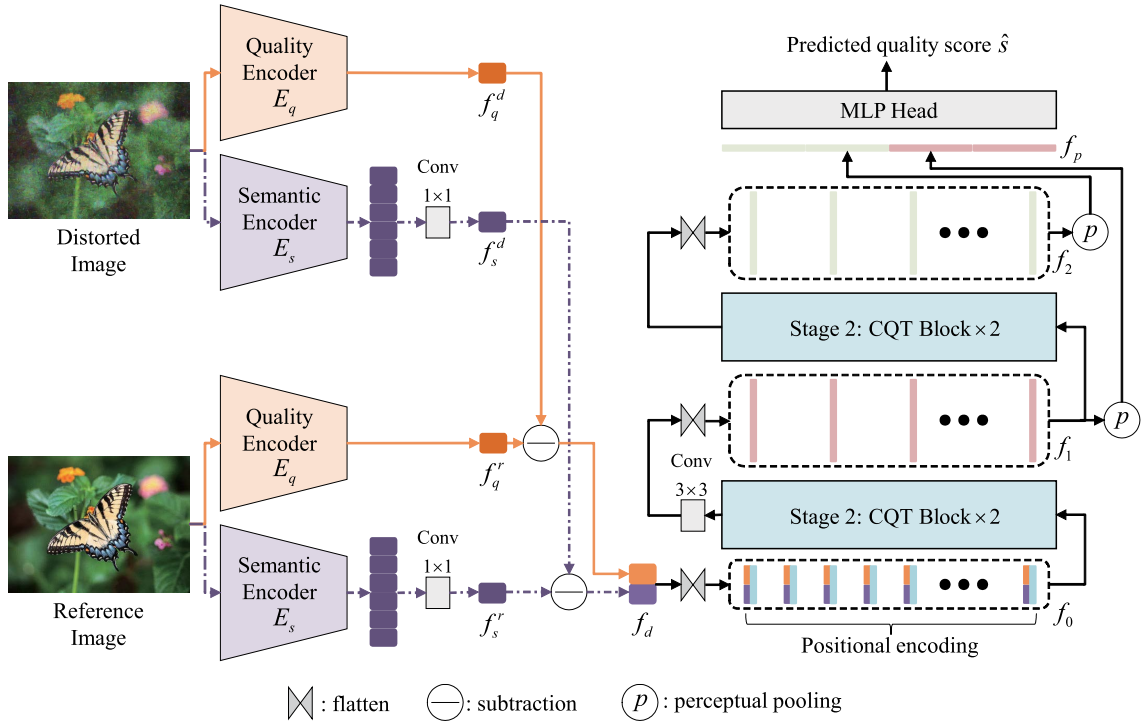 Quality
Encoder
E_q
f_q^d
Semantic
Encoder
E_s
Conv
1×1
f_s^d
Distorted
Image
Quality
Encoder
E_q
f_q^r
Semantic
Encoder
E_s
Conv
1×1
f_s^r
Reference
Image
f_d
Predicted quality score ŝ
MLP Head
f_p
p
f_2
Stage 2: CQT Block×2
p
f_1
Conv
3×3
Stage 2: CQT Block×2
f_0
Positional encoding
: flatten
: subtraction
p : perceptual pooling